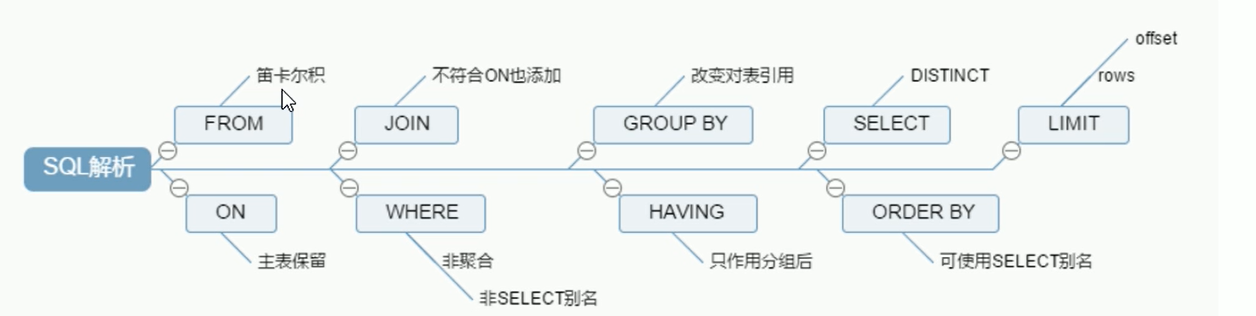 SQL解析
FROM
笛卡尔积
ON
主表保留
JOIN
不符合ON也添加
WHERE
非聚合
非SELECT别名
GROUP BY
改变对表引用
HAVING
只作用分组后
SELECT
DISTINCT
ORDER BY
可使用SELECT别名
LIMIT
rows
offset